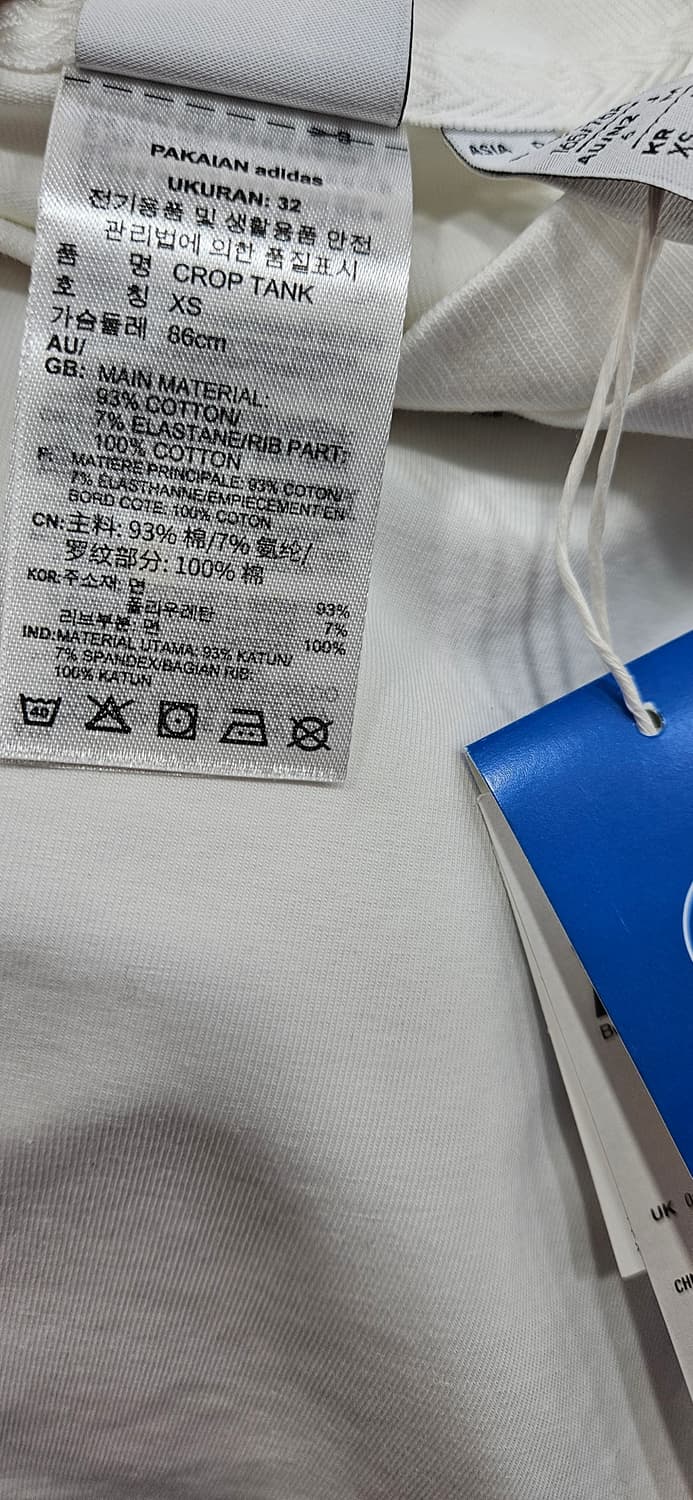 PAKAIAN adidas
UKURAN: 32
전기용품 및 생활용품 안전
관리법에 의한 품질표시
품 명 CROP TANK
호 칭 XS
가슴둘레 86cm
AU/
GB: MAIN MATERIAL:
93% COTTON/
7% ELASTANE/RIB PART:
100% COTTON
F: MATIERE PRINCIPALE: 93% COTON/
7% ELASTHANNE/EMPIECEMENT EN
BORD COTE: 100% COTON
CN:主料: 93% 棉/7% 氨纶/
罗纹部分: 100% 棉
KOR:주소재: 면 93%
폴리우레탄 7%
리브부분: 면 100%
IND:MATERIAL UTAMA: 93% KATUN/
7% SPANDEX/BAGIAN RIB:
100% KATUN
40
ASIA
KR
XS
UK 0